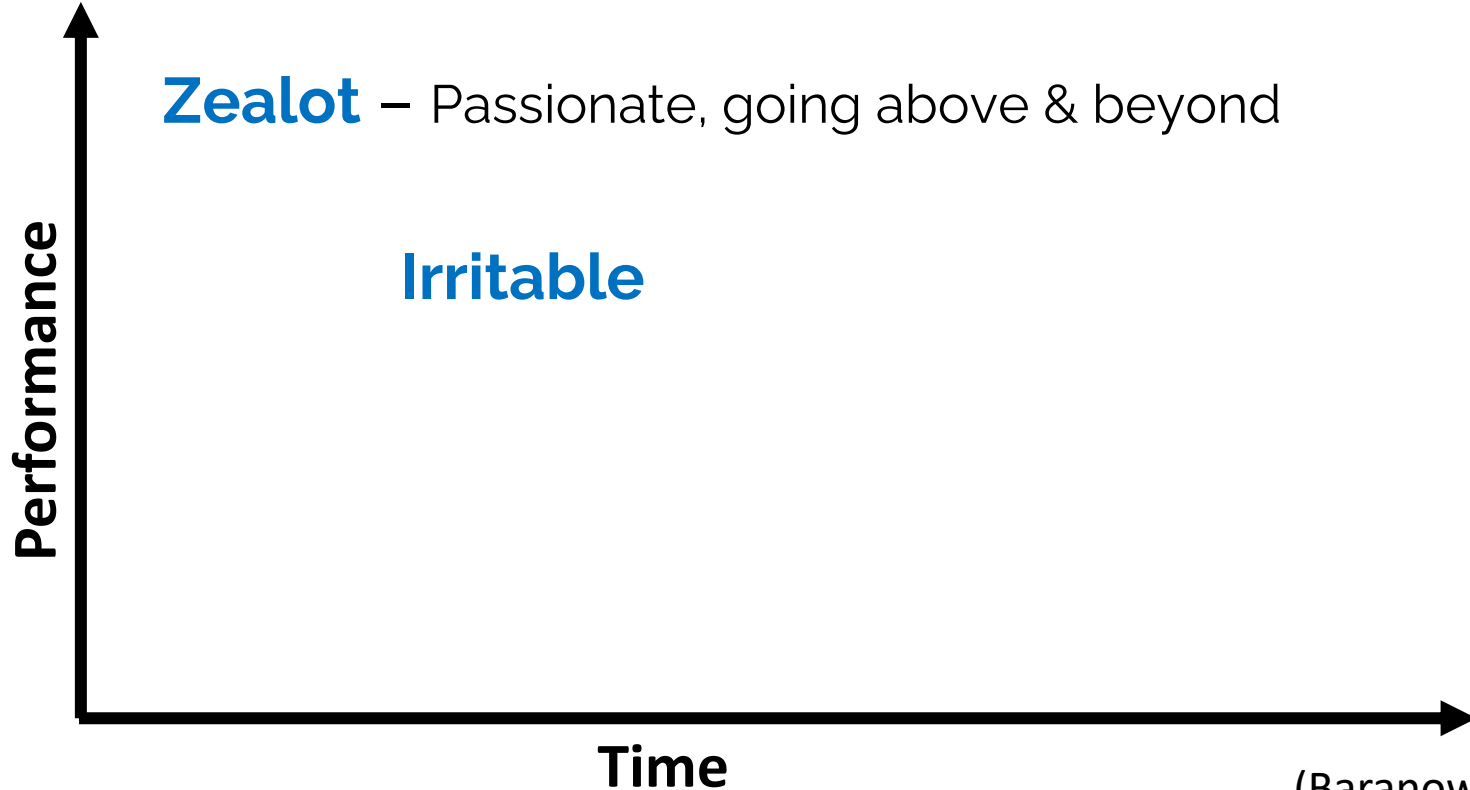 Zealot – Passionate, going above & beyond
Irritable
Performance
Time